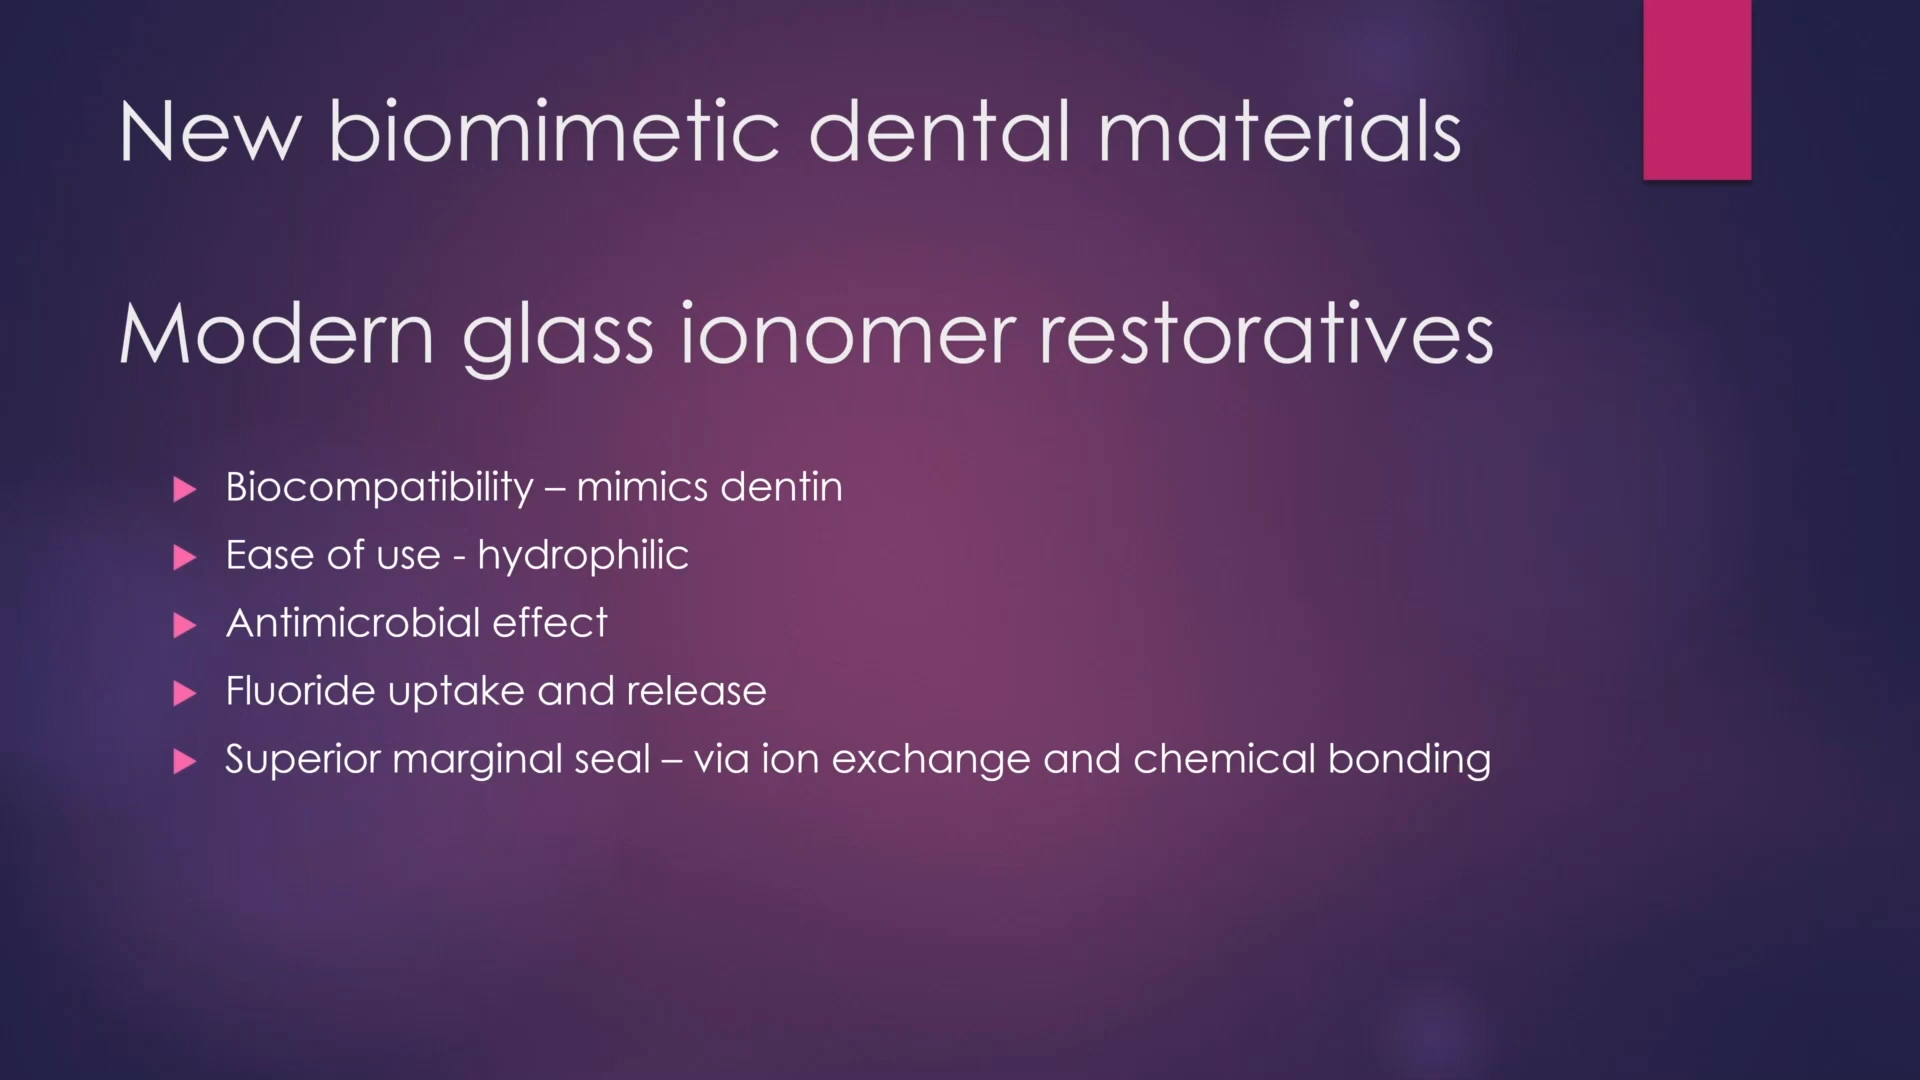 New biomimetic dental materials
Modern glass ionomer restoratives
Biocompatibility – mimics dentin
Ease of use - hydrophilic
Antimicrobial effect
Fluoride uptake and release
Superior marginal seal – via ion exchange and chemical bonding